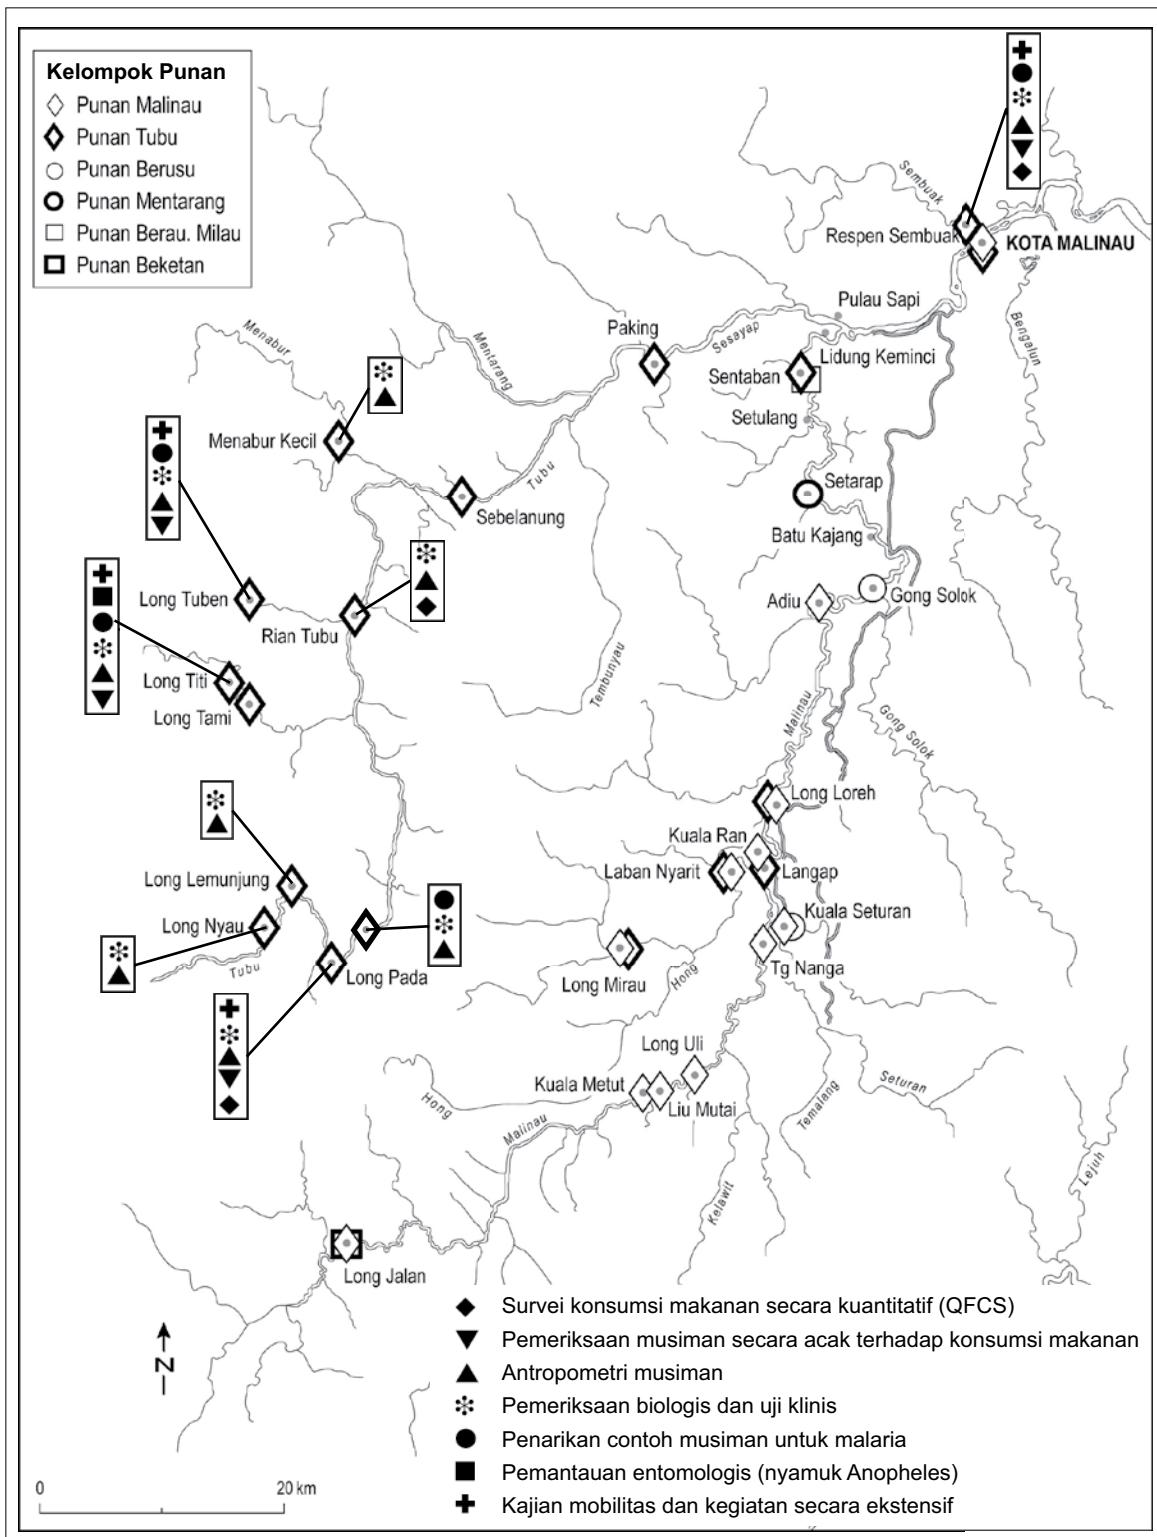 Kelompok Punan
Punan Malinau
Punan Tubu
Punan Berusu
Punan Mentarang
Punan Berau. Milau
Punan Beketan
Sembuak
Respen Sembuak
KOTA MALINAU
Pulau Sapi
Bengalun
Menabur
Mentarang
Paking
Sesayap
Lidung Keminci
Sentaban
Setulang
Menabur Kecil
Tubu
Sebelanung
Setarap
Batu Kajang
Long Tuben
Rian Tubu
Adiu
Gong Solok
Long Titi
Long Tami
Tembunyau
Malinau
Gong Solok
Long Loreh
Kuala Ran
Laban Nyarit
Langap
Long Lemunjung
Long Nyau
Tubu
Long Pada
Kuala Seturan
Tg Nanga
Long Mirau
Hong
Long Uli
Kuala Metut
Liu Mutai
Hong
Malinau
Temalang
Seturan
Kelawit
Lejuh
Long Jalan
Survei konsumsi makanan secara kuantitatif (QFCS)
Pemeriksaan musiman secara acak terhadap konsumsi makanan
Antropometri musiman
Pemeriksaan biologis dan uji klinis
Penarikan contoh musiman untuk malaria
Pemantauan entomologis (nyamuk Anopheles)
Kajian mobilitas dan kegiatan secara ekstensif
N
0 20 km